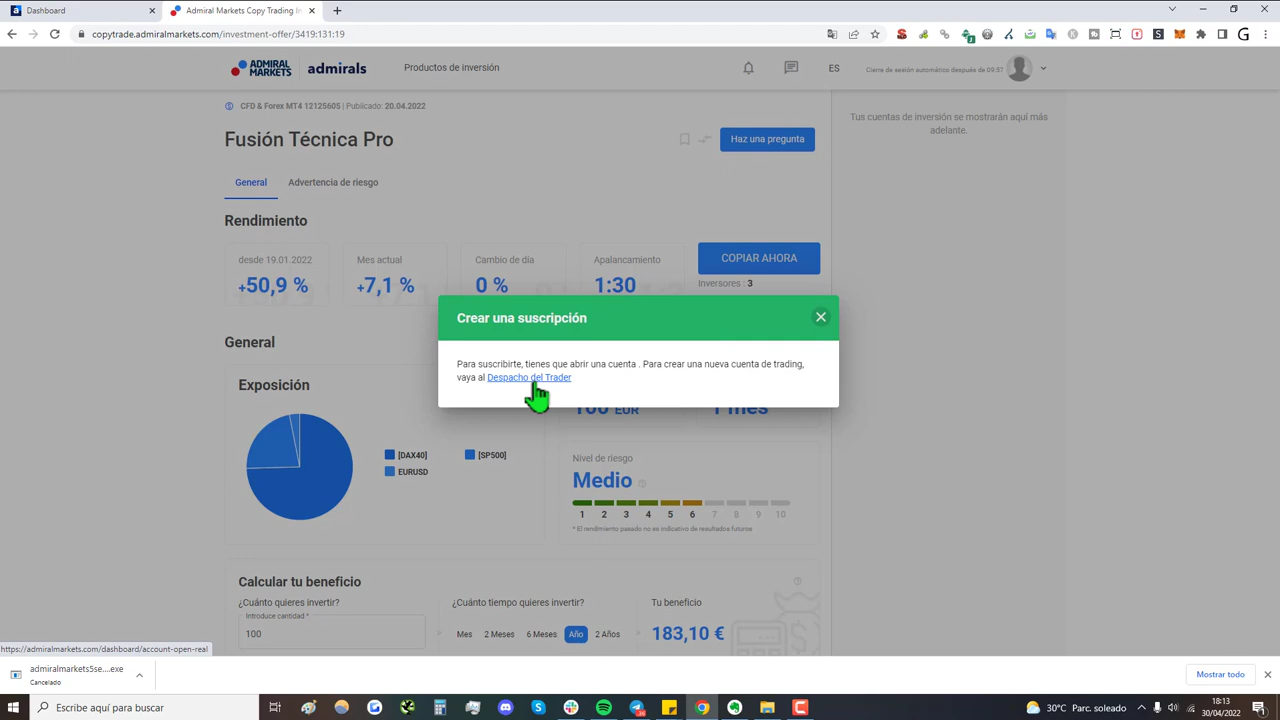 Dashboard
Admiral Markets Copy Trading In
copytrade.admiralmarkets.com/investment-offer/3419:131:19
ADMIRAL MARKETS
admirals
Productos de inversión
ES
Cierre de sesión automático después de 09:57
CFD & Forex MT4 12125605 | Publicado: 20.04.2022
Tus cuentas de inversión se mostrarán aquí más
adelante.
Fusión Técnica Pro
Haz una pregunta
General
Advertencia de riesgo
Rendimiento
desde 19.01.2022
+50,9 %
Mes actual
+7,1 %
Cambio de día
0 %
Apalancamiento
1:30
COPIAR AHORA
Inversores : 3
Crear una suscripción
Para suscribirte, tienes que abrir una cuenta . Para crear una nueva cuenta de trading,
vaya al Despacho del Trader
General
Exposición
[DAX40]
[SP500]
EURUSD
100 EUR
1 mes
Nivel de riesgo
Medio
1 2 3 4 5 6 7 8 9 10
* El rendimiento pasado no es indicativo de resultados futuros
Calcular tu beneficio
¿Cuánto quieres invertir?
Introduce cantidad *
100
¿Cuánto tiempo quieres invertir?
Mes
2 Meses
6 Meses
Año
2 Años
Tu beneficio
183,10 €
https://admiralmarkets.com/dashboard/account-open-real
admiralmarkets5se....exe
Cancelado
Mostrar todo
Escribe aquí para buscar
30°C Parc. soleado
18:13
30/04/2022